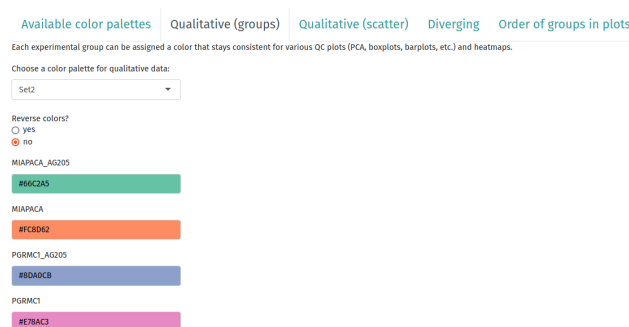 Available color palettes Qualitative (groups) Qualitative (scatter) Diverging Order of groups in plots
Each experimental group can be assigned a color that stays consistent for various QC plots (PCA, boxplots, barplots, etc.) and heatmaps.
Choose a color palette for qualitative data:
Set2
Reverse colors?
yes
no
MIAPACA_AG205
#66C2A5
MIAPACA
#FC8D62
PGRMC1_AG205
#8DA0CB
PGRMC1
#E78AC3